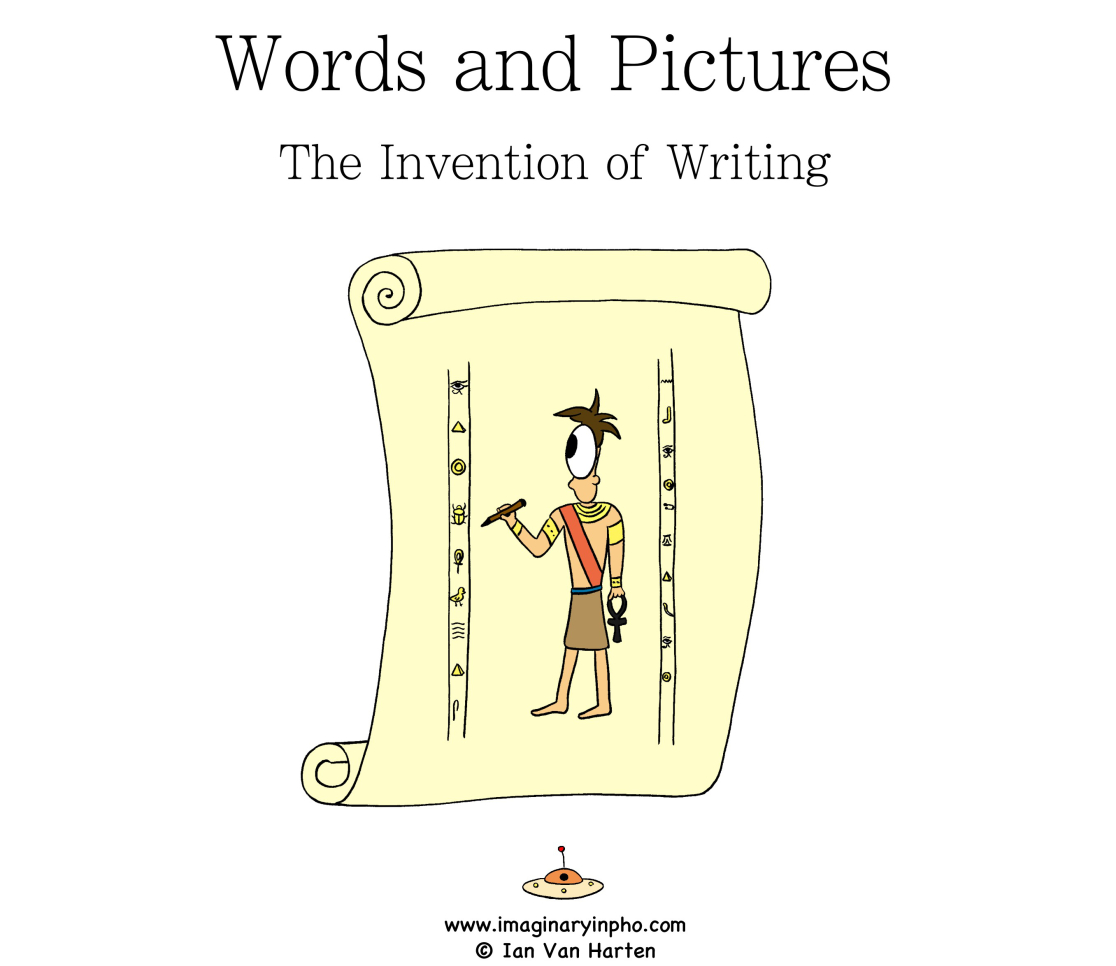 Words and Pictures
The Invention of Writing
www.imaginaryinpho.com
© Ian Van Harten